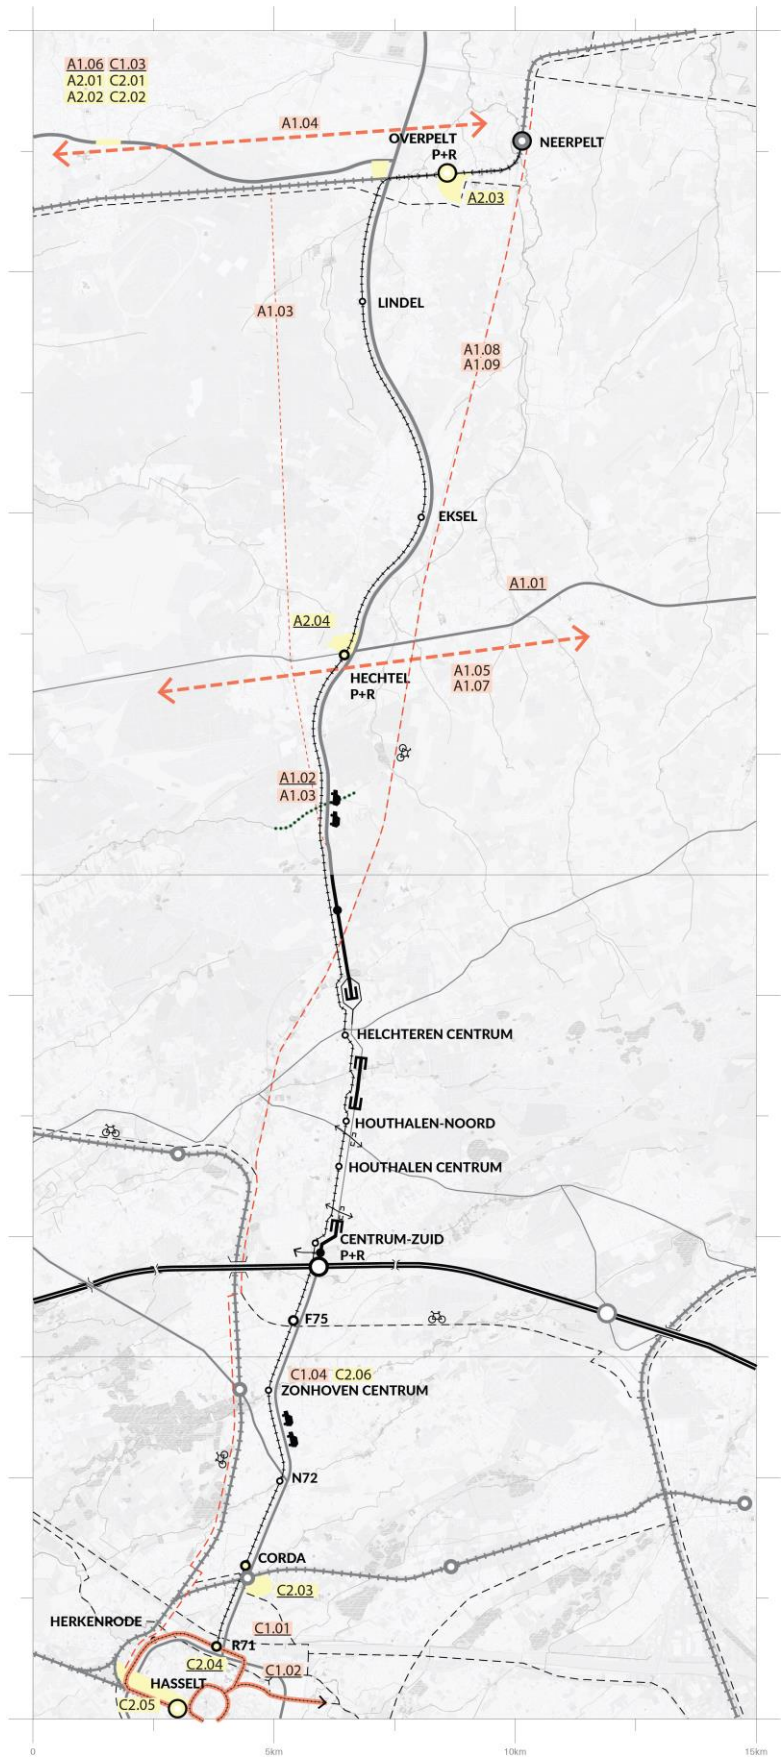 A1.06 C1.03
A2.01 C2.01
A2.02 C2.02
A1.04
OVERPELT
P+R
NEERPELT
A2.03
LINDEL
A1.03
A1.08
A1.09
EKSEL
A1.01
A2.04
A1.05
A1.07
HECHTEL
P+R
A1.02
A1.03
HELCHTEREN CENTRUM
HOUTHALEN-NOORD
HOUTHALEN CENTRUM
CENTRUM-ZUID
P+R
F75
C1.04 C2.06
ZONHOVEN CENTRUM
N72
CORDA
C2.03
HERKENRODE
C1.01
R71
C2.04
C1.02
HASSELT
C2.05
0
5km
10km
15km